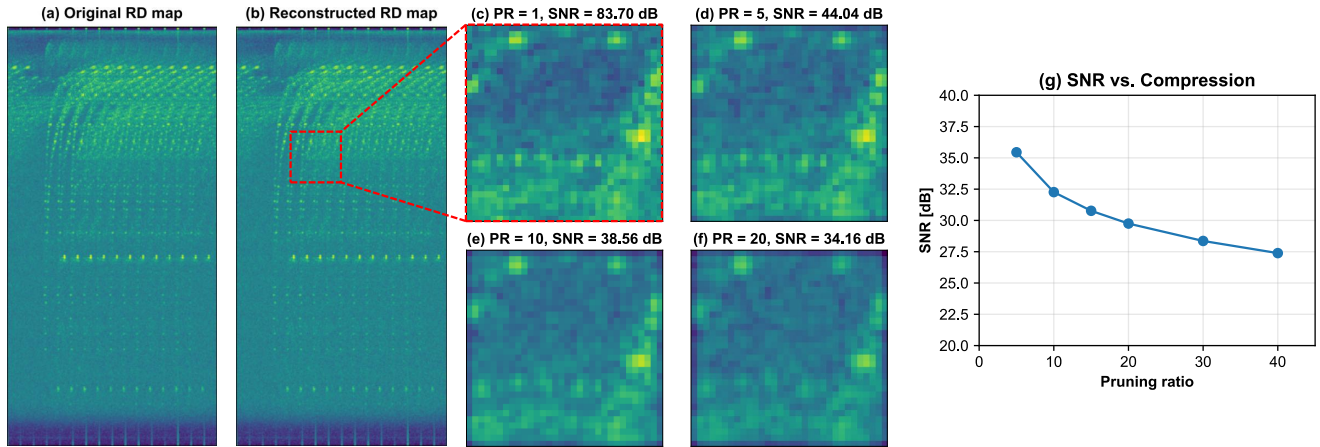 (a) Original RD map
(b) Reconstructed RD map
(c) PR = 1, SNR = 83.70 dB
(d) PR = 5, SNR = 44.04 dB
(e) PR = 10, SNR = 38.56 dB
(f) PR = 20, SNR = 34.16 dB
(g) SNR vs. Compression
SNR [dB]
40.0
37.5
35.0
32.5
30.0
27.5
25.0
22.5
20.0
0 10 20 30 40
Pruning ratio